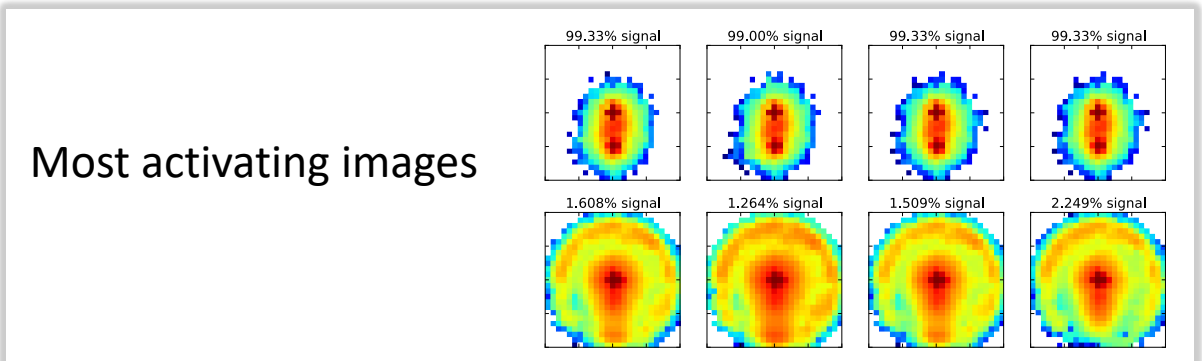 99.33% signal 99.00% signal 99.33% signal 99.33% signal
Most activating images
1.608% signal 1.264% signal 1.509% signal 2.249% signal